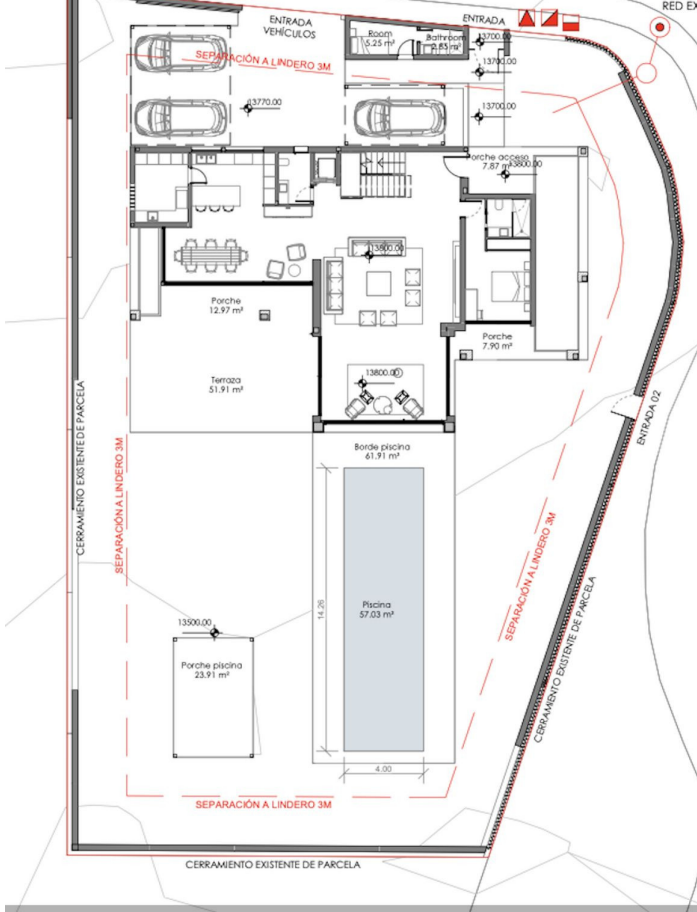 RED EX
ENTRADA
VEHÍCULOS
ENTRADA
Room
5.25 m²
Bathroom
2.85 m²
13700.00
SEPARACIÓN A LINDERO 3M
13700.00
13770.00
13700.00
Porche acceso
7.87 m²
13800.00
13800.00
Porche
12.97 m²
Porche
7.90 m²
Terraza
51.91 m²
13800.00
ENTRADA 02
CERRAMIENTO EXISTENTE DE PARCELA
SEPARACIÓN A LINDERO 3M
Borde piscina
61.91 m²
14.26
Piscina
57.03 m²
SEPARACIÓN A LINDERO 3M
CERRAMIENTO EXISTENTE DE PARCELA
13500.00
Porche piscina
23.91 m²
4.00
SEPARACIÓN A LINDERO 3M
CERRAMIENTO EXISTENTE DE PARCELA